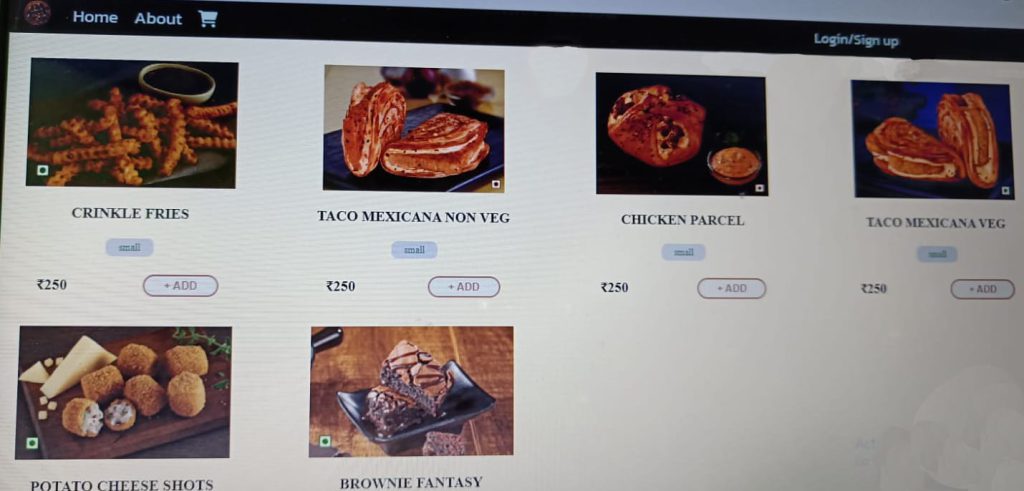 Home About
Login/Sign up
CRINKLE FRIES
TACO MEXICANA NON VEG
CHICKEN PARCEL
TACO MEXICANA VEG
small
small
small
small
₹250 + ADD
₹250 + ADD
₹250 + ADD
₹250 + ADD
POTATO CHEESE SHOTS
BROWNIE FANTASY